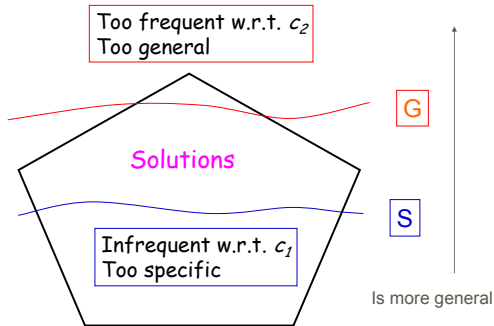 Too frequent w.r.t. c2
Too general
G
Solutions
S
Infrequent w.r.t. c1
Too specific
Is more general